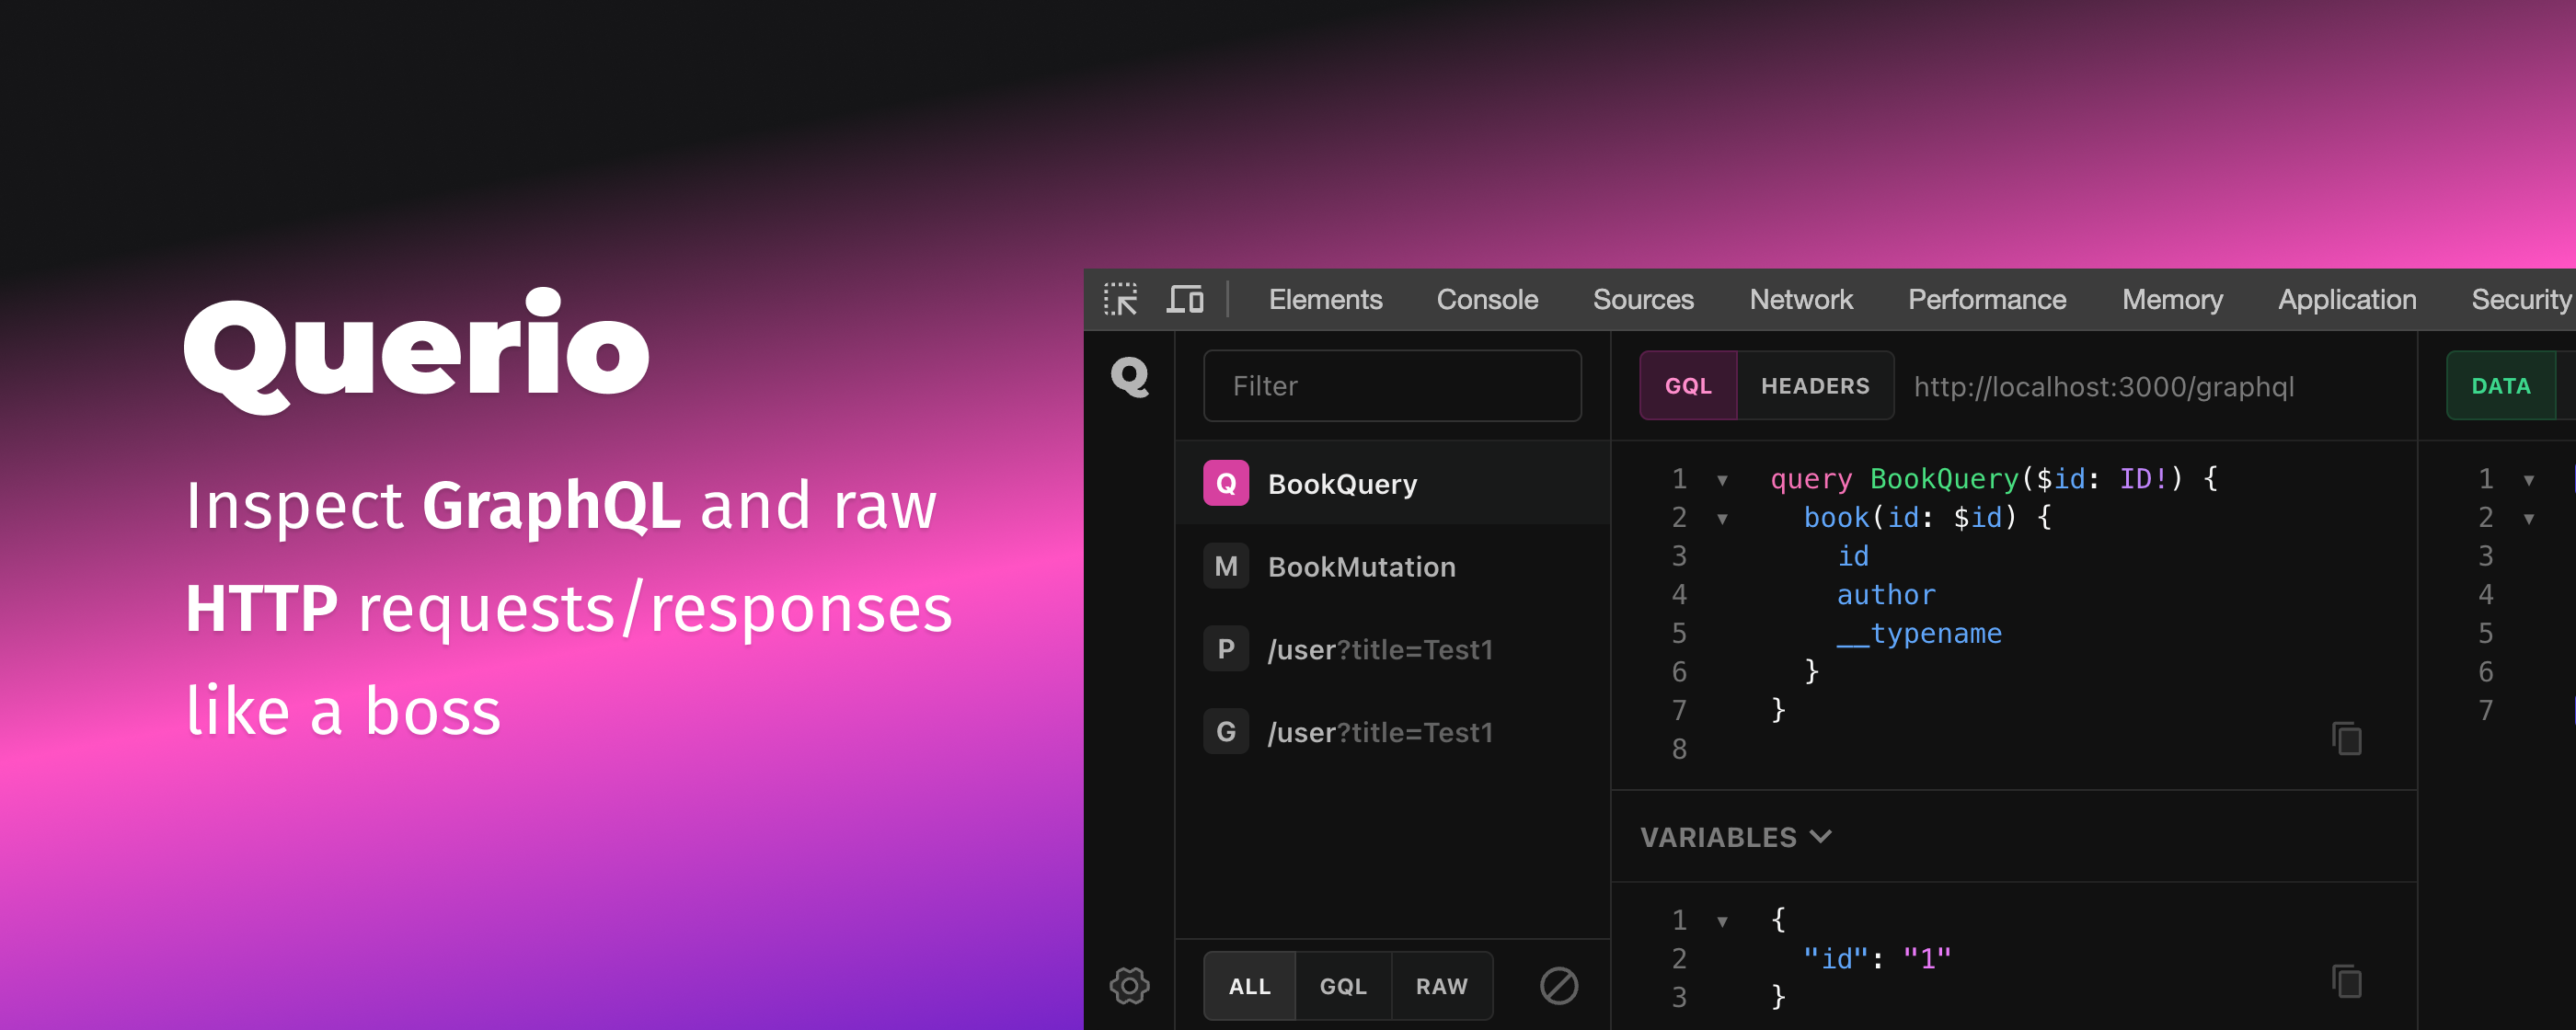 Querio
Inspect GraphQL and raw
HTTP requests/responses
like a boss
Elements Console Sources Network Performance Memory Application Security
Q
Filter
Q BookQuery
M BookMutation
P /user?title=Test1
G /user?title=Test1
ALL GQL RAW
GQL HEADERS http://localhost:3000/graphql
1 query BookQuery($id: ID!) {
2 book(id: $id) {
3 id
4 author
5 __typename
6 }
7 }
8
VARIABLES
1 {
2 "id": "1"
3 }
DATA
1
2
3
4
5
6
7